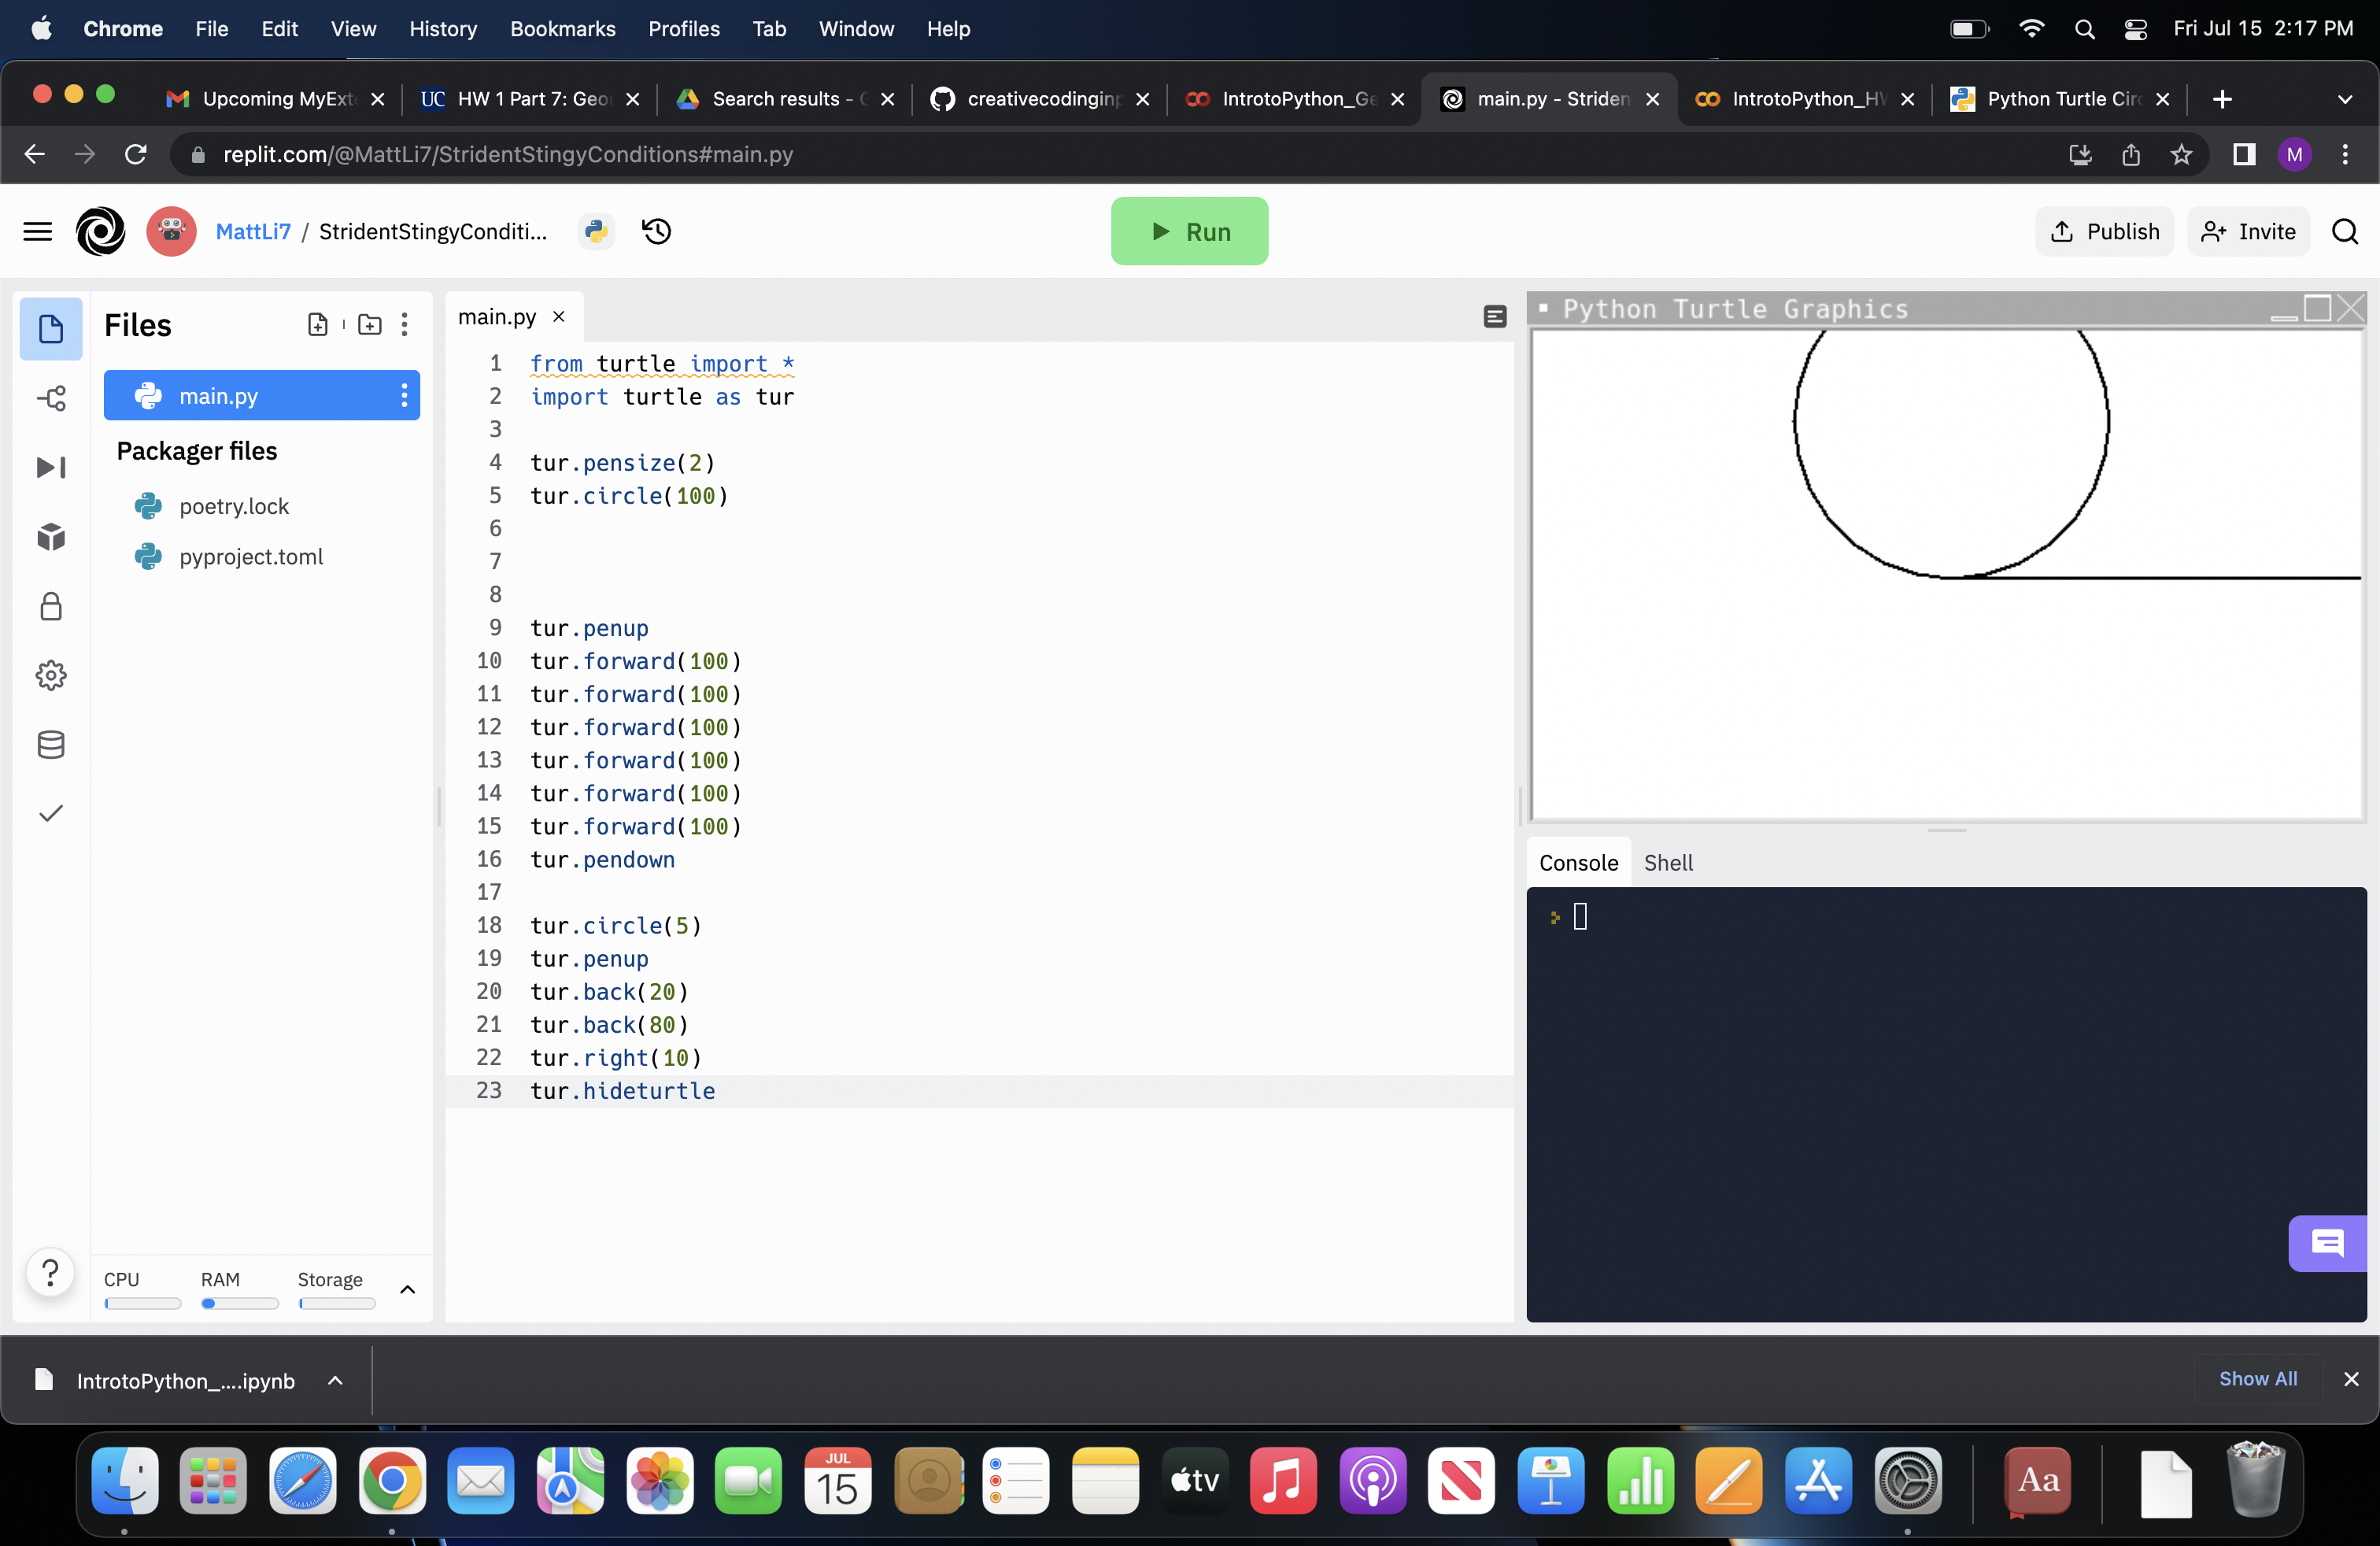 Chrome File Edit View History Bookmarks Profiles Tab Window Help Fri Jul 15 2:17 PM
Upcoming MyExt UC HW 1 Part 7: Geo Search results - creativecodinginp IntrotoPython_Ge main.py - Striden IntrotoPython_HW Python Turtle Circ
replit.com/@MattLi7/StridentStingyConditions#main.py M
MattLi7 / StridentStingyConditi... Run Publish Invite
Files
main.py
Packager files
poetry.lock
pyproject.toml
CPU RAM Storage
?
main.py
1 from turtle import *
2 import turtle as tur
3
4 tur.pensize(2)
5 tur.circle(100)
6
7
8
9 tur.penup
10 tur.forward(100)
11 tur.forward(100)
12 tur.forward(100)
13 tur.forward(100)
14 tur.forward(100)
15 tur.forward(100)
16 tur.pendown
17
18 tur.circle(5)
19 tur.penup
20 tur.back(20)
21 tur.back(80)
22 tur.right(10)
23 tur.hideturtle
Python Turtle Graphics
Console Shell
IntrotoPython_....ipynb Show All
JUL
15
tv
Aa